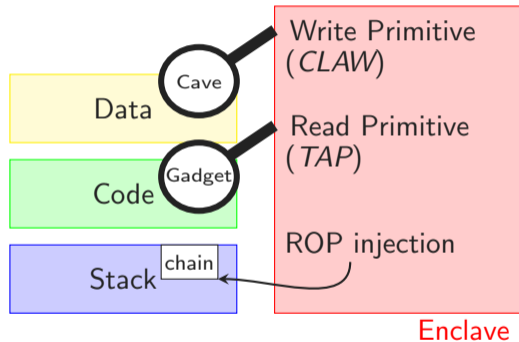 Write Primitive
(CLAW)
Cave
Data
Read Primitive
(TAP)
Gadget
Code
ROP injection
chain
Stack
Enclave